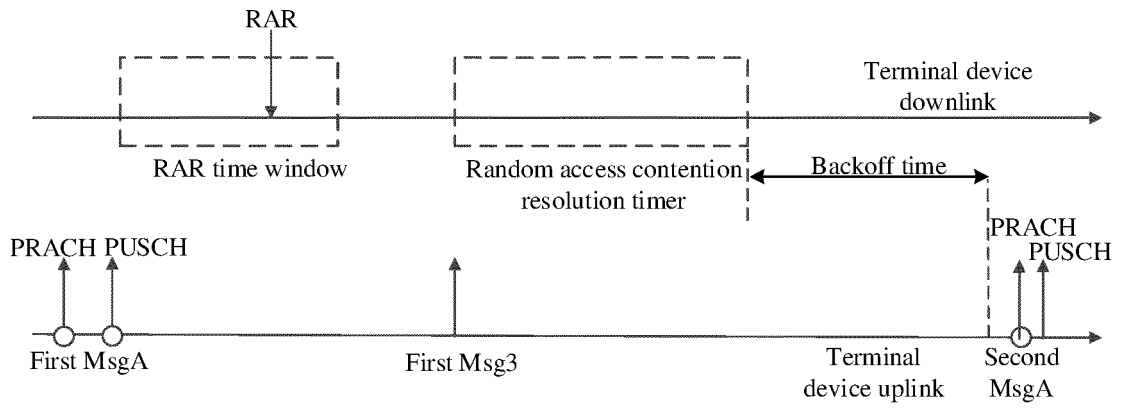 RAR
Terminal device
downlink
RAR time window
Random access contention
resolution timer
Backoff time
PRACH PUSCH
PRACH
PUSCH
First MsgA
First Msg3
Terminal
device uplink
Second
MsgA